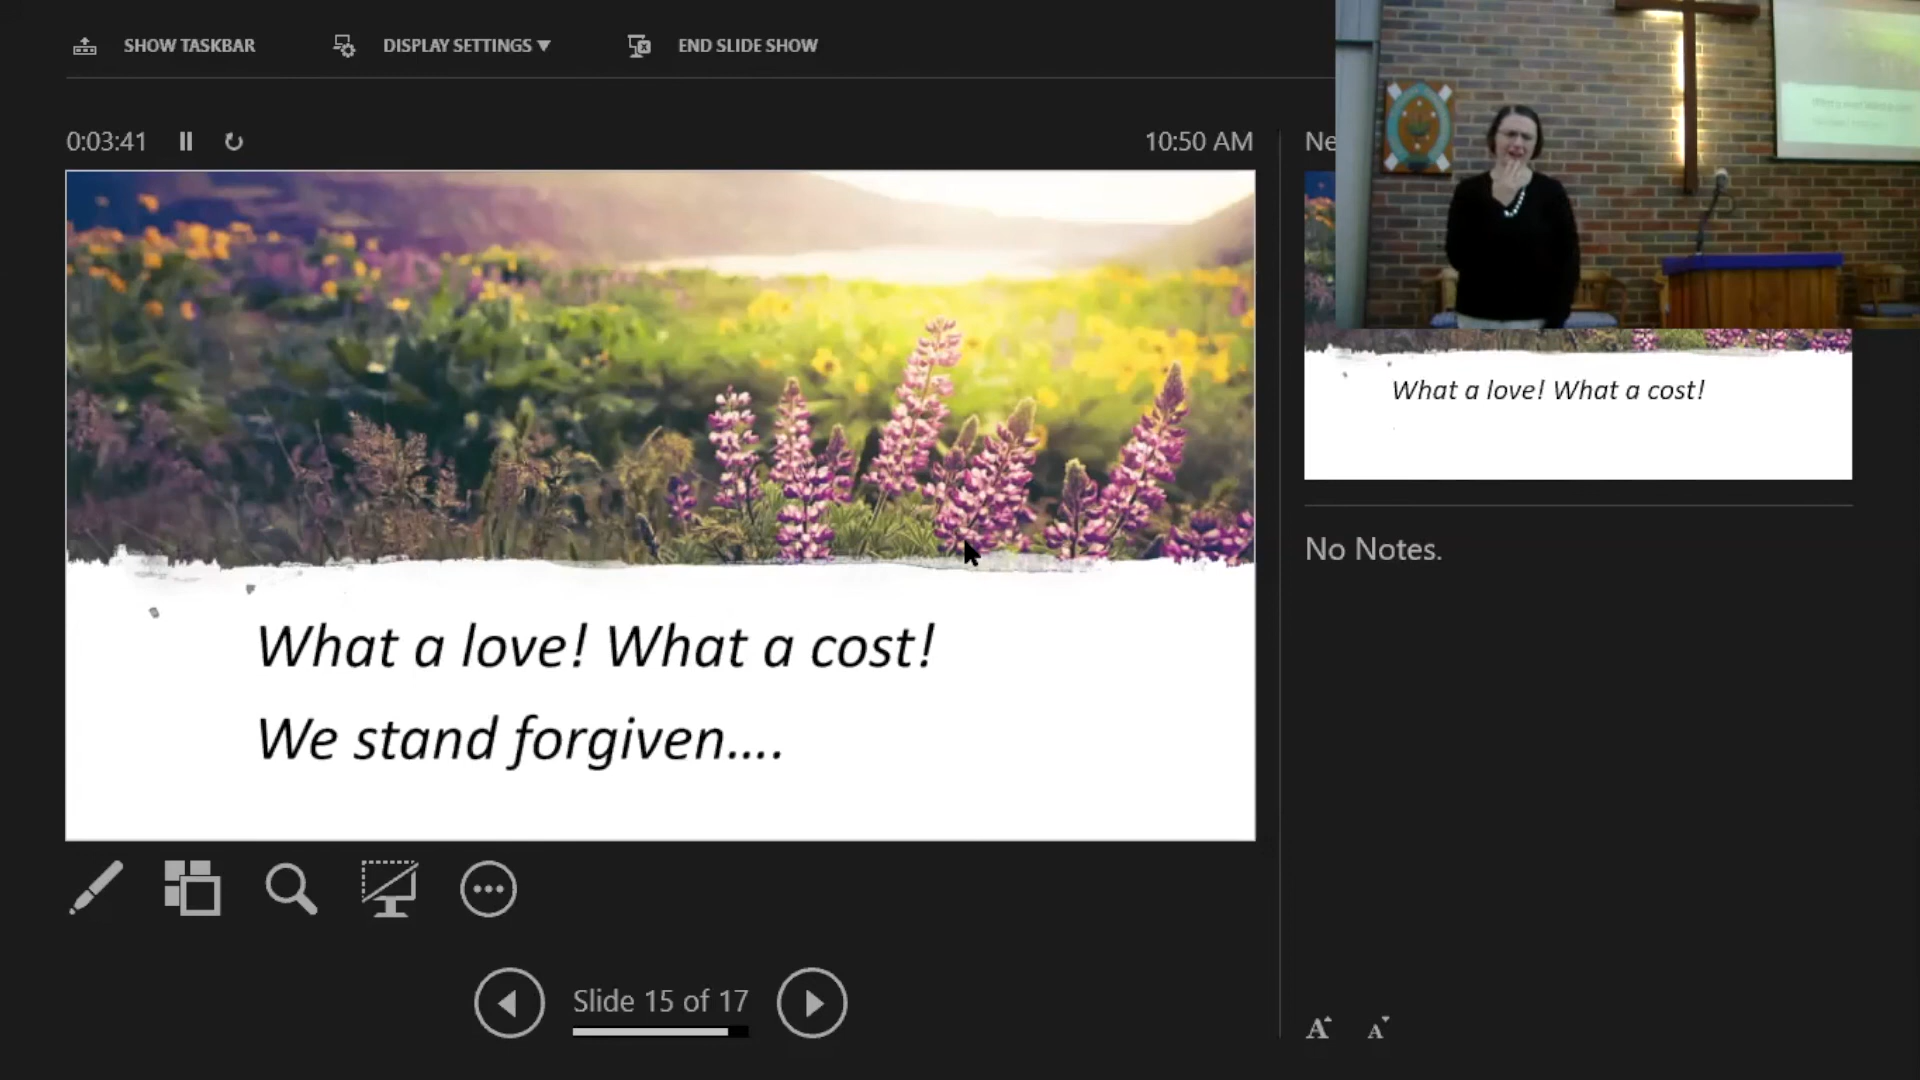 SHOW TASKBAR
DISPLAY SETTINGS ▼
END SLIDE SHOW
0:03:41
10:50 AM
What a love! What a cost!
We stand forgiven....
What a love! What a cost!
No Notes.
Slide 15 of 17
A A